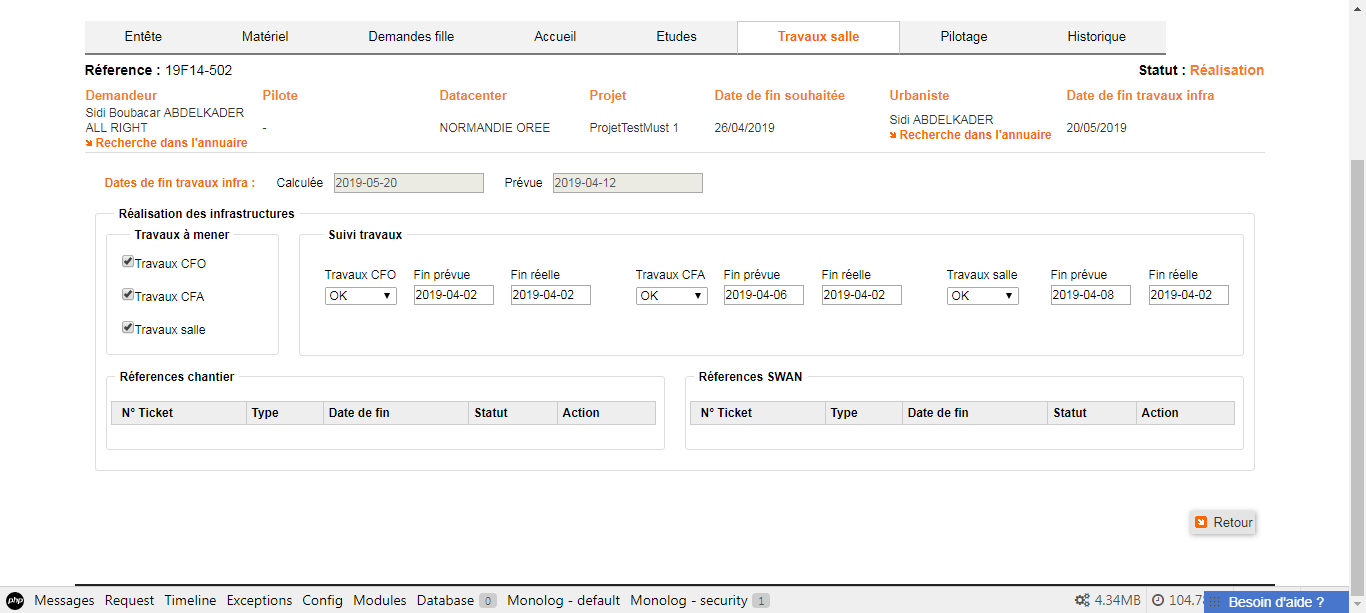 Entête Matériel Demandes fille Accueil Etudes Travaux salle Pilotage Historique
Réference : 19F14-502 Statut : Réalisation
Demandeur Pilote Datacenter Projet Date de fin souhaitée Urbaniste Date de fin travaux infra
Sidi Boubacar ABDELKADER
ALL RIGHT - NORMANDIE OREE ProjetTestMust 1 26/04/2019 Sidi ABDELKADER 20/05/2019
Recherche dans l'annuaire Recherche dans l'annuaire
Dates de fin travaux infra : Calculée 2019-05-20 Prévue 2019-04-12
Réalisation des infrastructures
Travaux à mener Suivi travaux
Travaux CFO
Travaux CFA
Travaux salle
Travaux CFO Fin prévue Fin réelle Travaux CFA Fin prévue Fin réelle Travaux salle Fin prévue Fin réelle
OK 2019-04-02 2019-04-02 OK 2019-04-06 2019-04-02 OK 2019-04-08 2019-04-02
Réferences chantier Réferences SWAN
N° Ticket Type Date de fin Statut Action N° Ticket Type Date de fin Statut Action
Retour
php Messages Request Timeline Exceptions Config Modules Database 0 Monolog - default Monolog - security 1 4.34MB Besoin d'aide ?